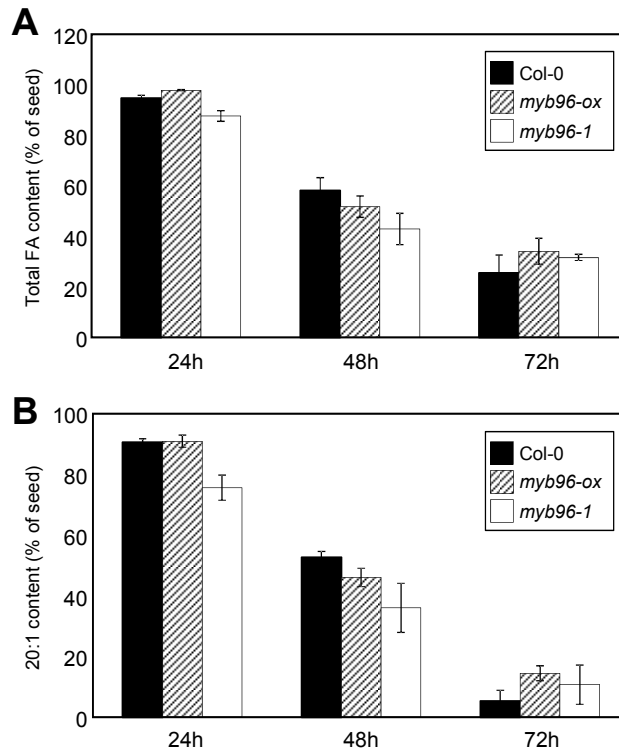 A
Total FA content (% of seed)
120
100
80
60
40
20
0
Col-0
myb96-ox
myb96-1
24h 48h 72h
B
20:1 content (% of seed)
100
80
60
40
20
0
Col-0
myb96-ox
myb96-1
24h 48h 72h